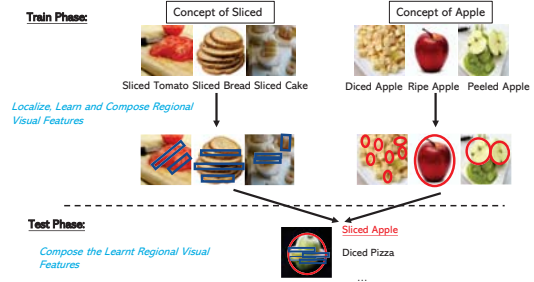 Train Phase:
Concept of Sliced
Concept of Apple
Sliced Tomato Sliced Bread Sliced Cake
Diced Apple Ripe Apple Peeled Apple
Localize, Learn and Compose Regional
Visual Features
Test Phase:
Sliced Apple
Compose the Learnt Regional Visual
Features
Diced Pizza
...